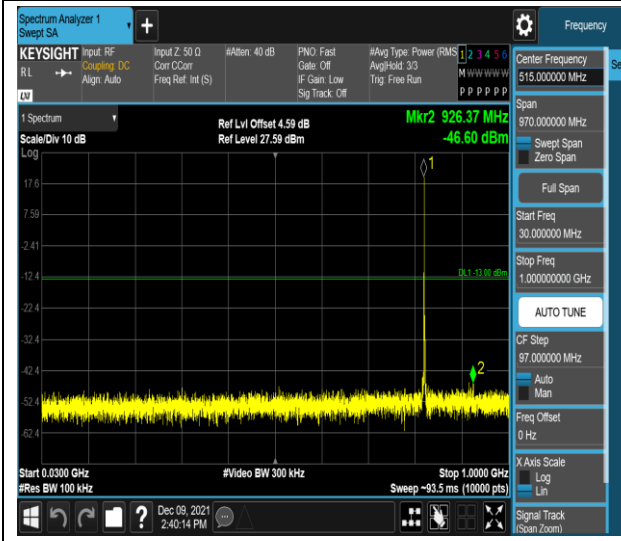 Spectrum Analyzer 1
Swept SA
+
Frequency
KEYSIGHT
RL
LXI
Input: RF
Coupling: DC
Align: Auto
Input Z: 50 Ω
Corr CCorr
Freq Ref: Int (S)
#Atten: 40 dB
PNO: Fast
Gate: Off
IF Gain: Low
Sig Track: Off
#Avg Type: Power (RMS
Avg|Hold: 3/3
Trig: Free Run
1 2 3 4 5 6
M W W W W W
P P P P P P
1 Spectrum
Scale/Div 10 dB
Log
Ref Lvl Offset 4.59 dB
Ref Level 27.59 dBm
Mkr2 926.37 MHz
-46.60 dBm
1
17.6
7.59
-2.41
-12.4
DL1 -13.00 dBm
-22.4
-32.4
-42.4
2
-52.4
-62.4
Start 0.0300 GHz
#Res BW 100 kHz
#Video BW 300 kHz
Stop 1.0000 GHz
Sweep ~93.5 ms (10000 pts)
Dec 09, 2021
2:40:14 PM
?
Center Frequency
515.000000 MHz
Se
Span
970.000000 MHz
Swept Span
Zero Span
Full Span
Start Freq
30.000000 MHz
Stop Freq
1.000000000 GHz
AUTO TUNE
CF Step
97.000000 MHz
Auto
Man
Freq Offset
0 Hz
X Axis Scale
Log
Lin
Signal Track
(Span Zoom)